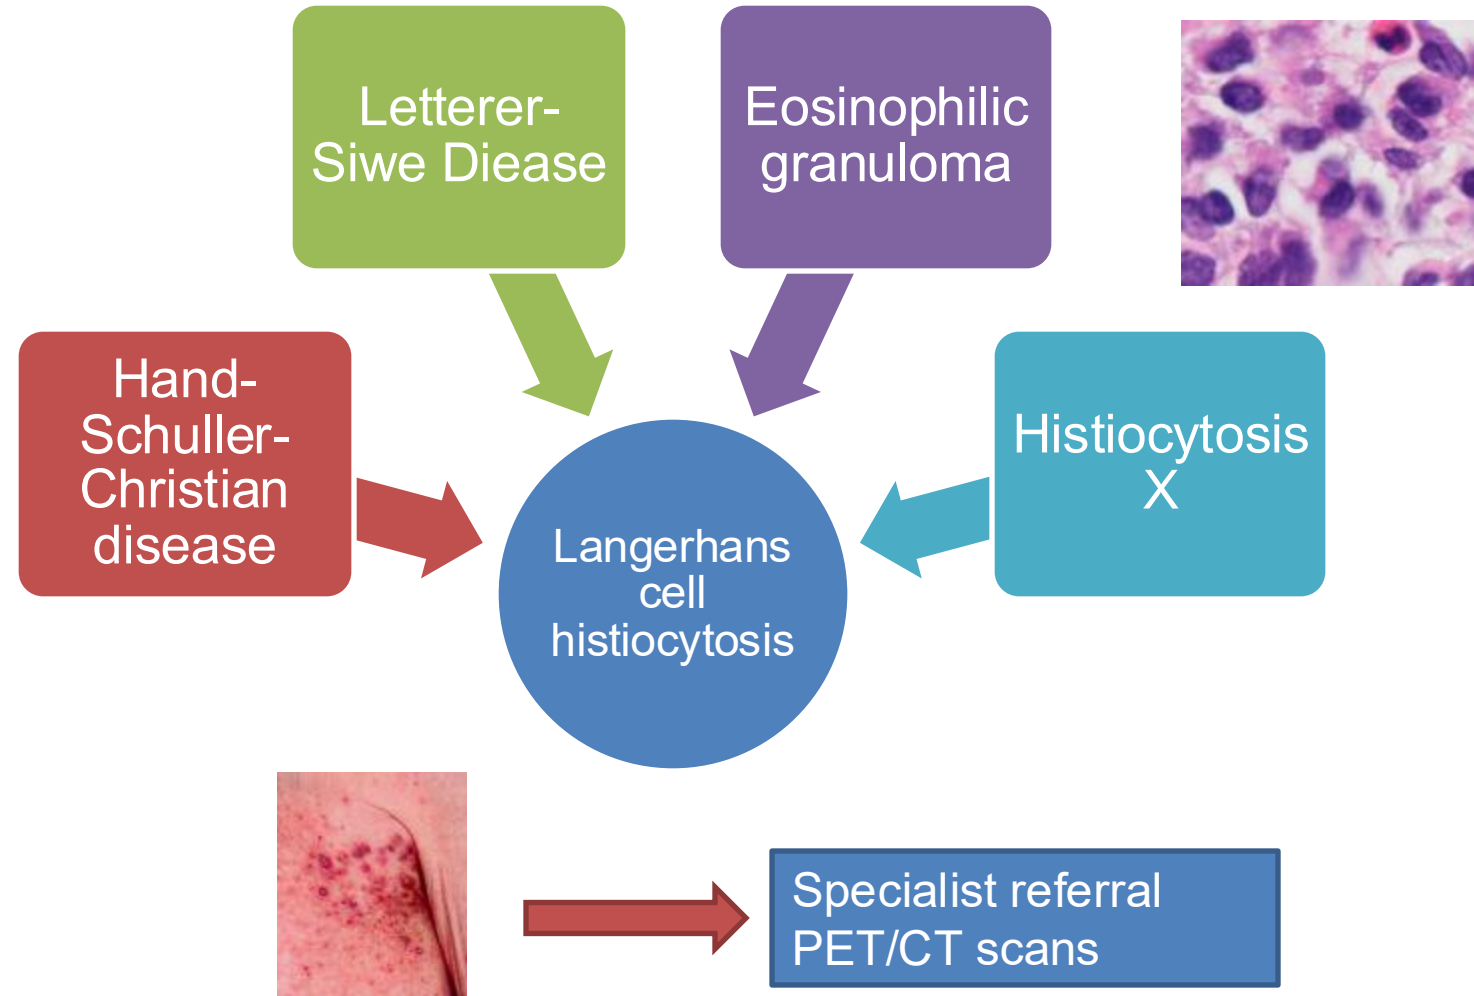 Letterer-
Siwe Diease
Eosinophilic
granuloma
Hand-
Schuller-
Christian
disease
Histiocytosis
X
Langerhans
cell
histiocytosis
Specialist referral
PET/CT scans